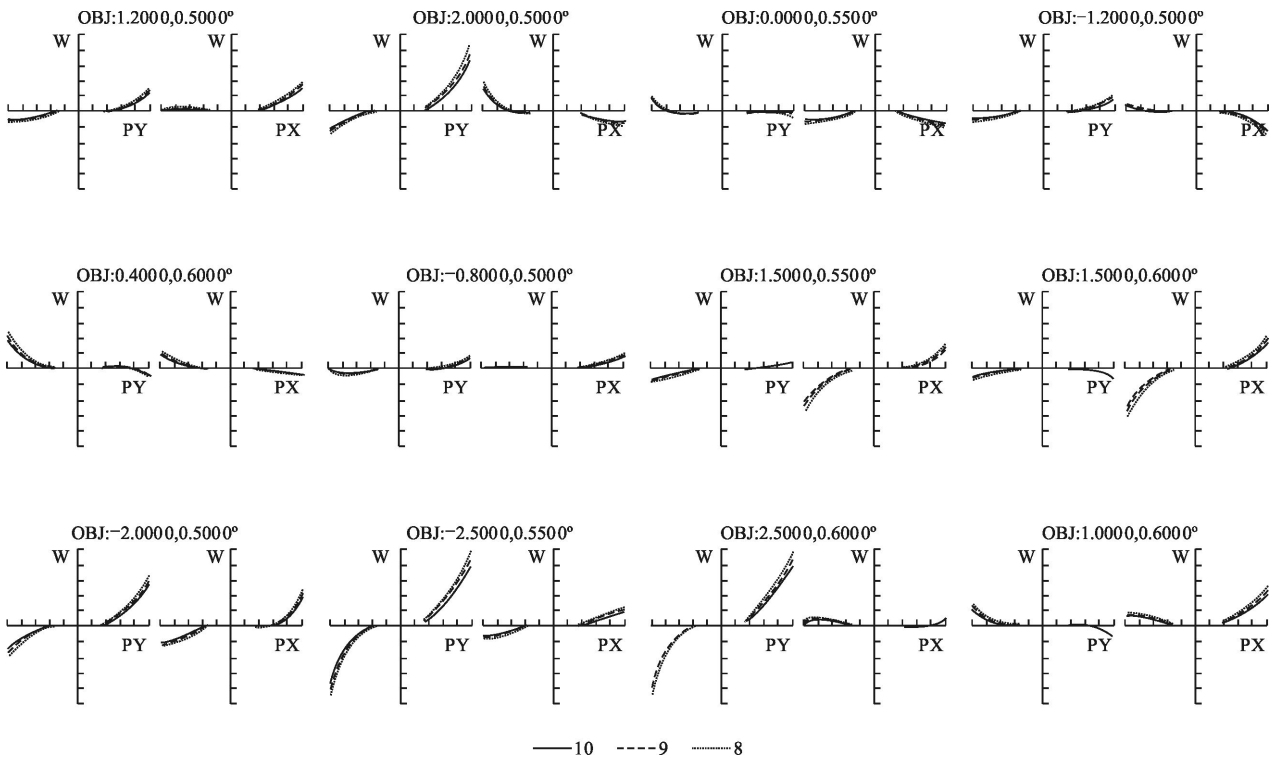 OBJ:1.2000,0.5000° OBJ:2.0000,0.5000° OBJ:0.0000,0.5500° OBJ:−1.2000,0.5000°
W W W W
PY PX PY PX PY PX PY PX
OBJ:0.4000,0.6000° OBJ:−0.8000,0.5000° OBJ:1.5000,0.5500° OBJ:1.5000,0.6000°
W W W W
PY PX PY PX PY PX PY PX
OBJ:−2.0000,0.5000° OBJ:−2.5000,0.5500° OBJ:2.5000,0.6000° OBJ:1.0000,0.6000°
W W W W
PY PX PY PX PY PX PY PX
10 9 8